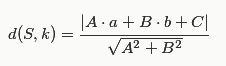 d(S, k) = |A · a + B · b + C| / √(A² + B²)